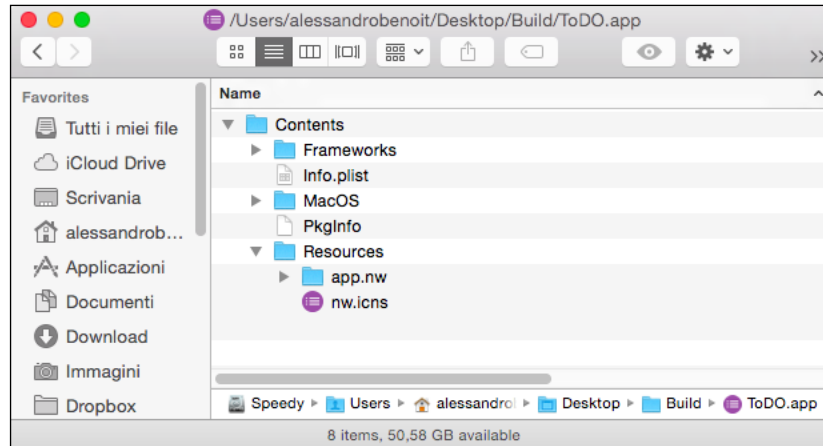 /Users/alessandrobenoit/Desktop/Build/ToDO.app
Favorites
Tutti i miei file
iCloud Drive
Scrivania
alessandrob...
Applicazioni
Documenti
Download
Immagini
Dropbox
Name
Contents
Frameworks
Info.plist
MacOS
PkgInfo
Resources
app.nw
nw.icns
Speedy ▸ Users ▸ alessandro ▸ Desktop ▸ Build ▸ ToDO.app
8 items, 50,58 GB available